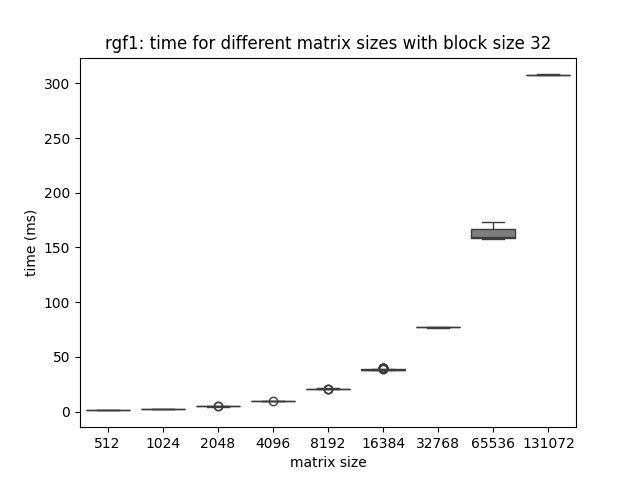 rgf1: time for different matrix sizes with block size 32
time (ms)
300
250
200
150
100
50
0
512 1024 2048 4096 8192 16384 32768 65536 131072
matrix size